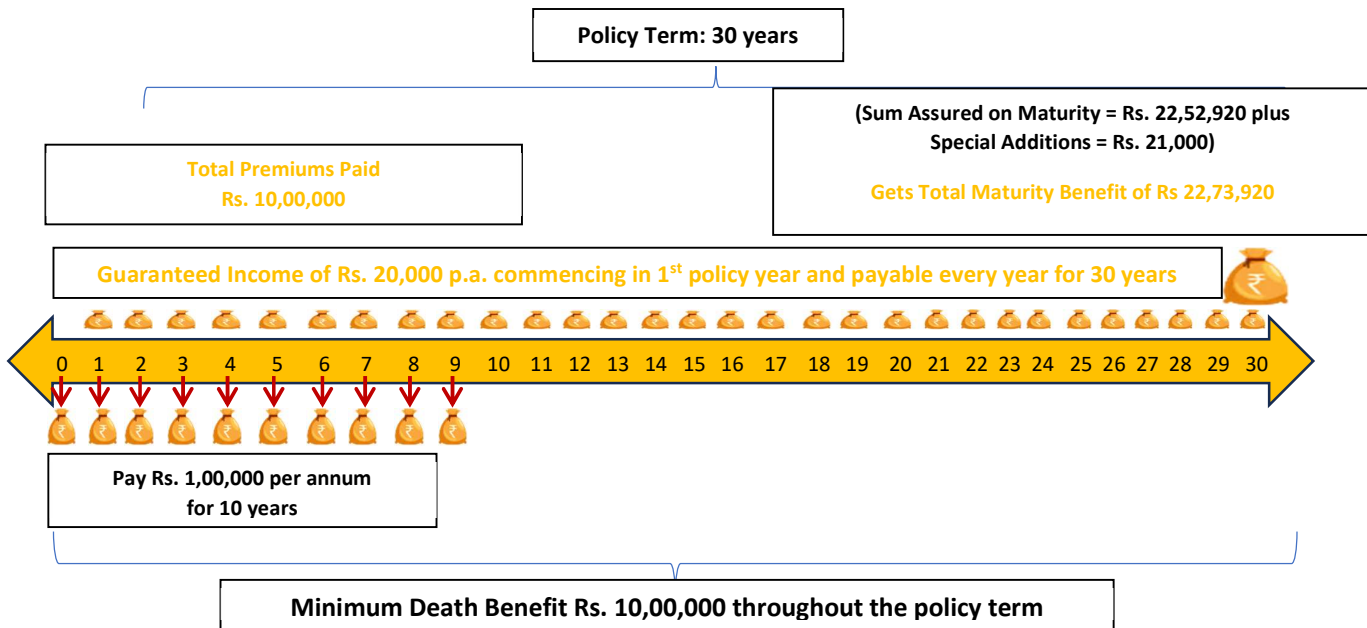 Policy Term: 30 years
(Sum Assured on Maturity = Rs. 22,52,920 plus
Special Additions = Rs. 21,000)
Gets Total Maturity Benefit of Rs 22,73,920
Total Premiums Paid
Rs. 10,00,000
Guaranteed Income of Rs. 20,000 p.a. commencing in 1st policy year and payable every year for 30 years
0 1 2 3 4 5 6 7 8 9 10 11 12 13 14 15 16 17 18 19 20 21 22 23 24 25 26 27 28 29 30
Pay Rs. 1,00,000 per annum
for 10 years
Minimum Death Benefit Rs. 10,00,000 throughout the policy term